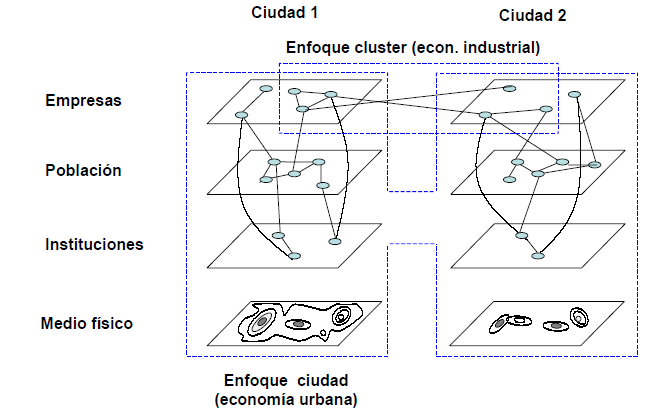 Ciudad 1
Ciudad 2
Enfoque cluster (econ. industrial)
Empresas
Población
Instituciones
Medio físico
Enfoque ciudad
(economía urbana)